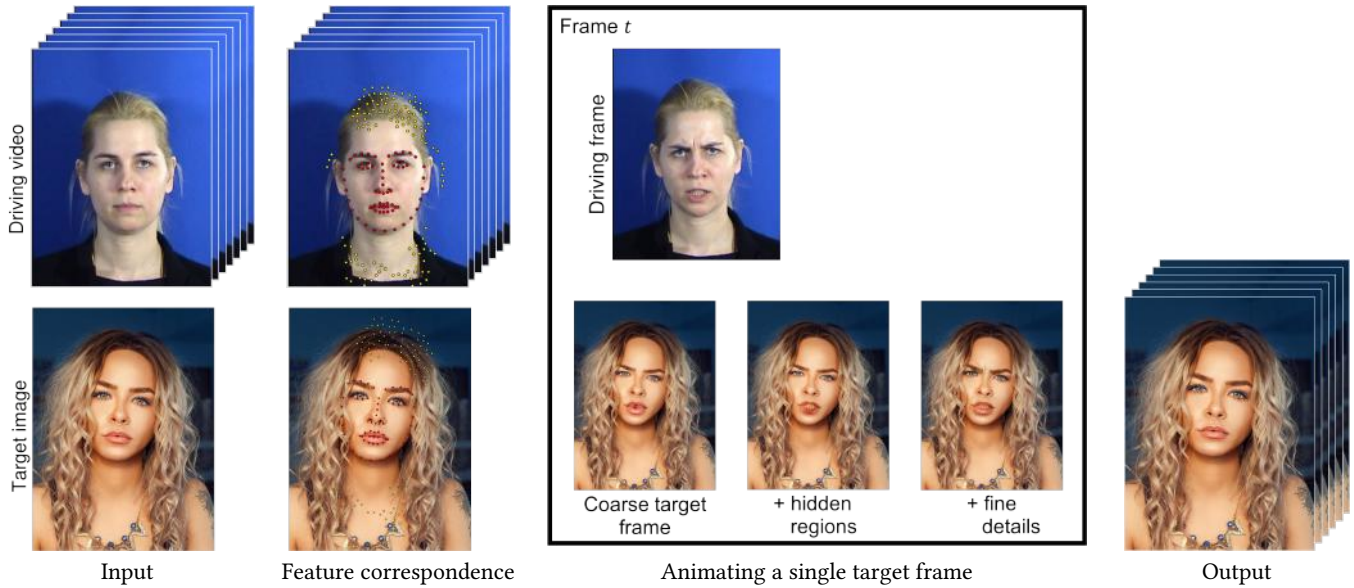 Driving video
Target image
Frame t
Driving frame
Coarse target
frame
+ hidden
regions
+ fine
details
Input
Feature correspondence
Animating a single target frame
Output